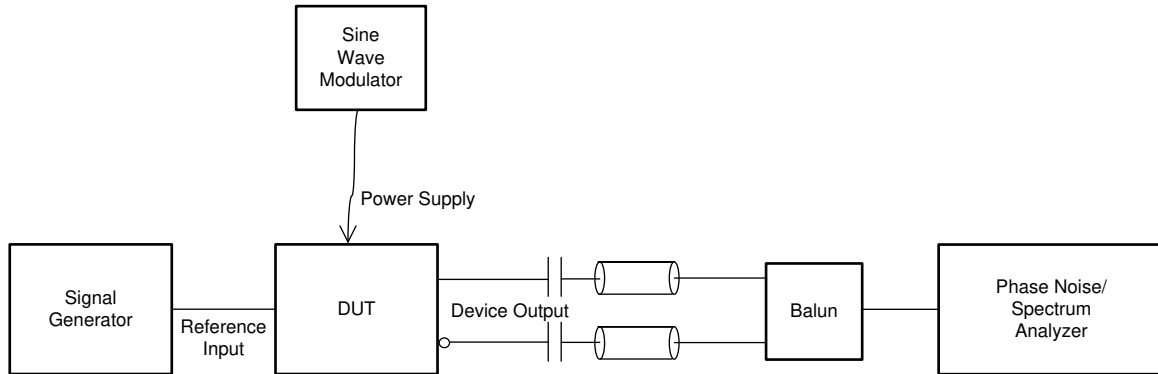 Sine
Wave
Modulator
Power Supply
Signal
Generator
Reference
Input
DUT
Device Output
Balun
Phase Noise/
Spectrum
Analyzer